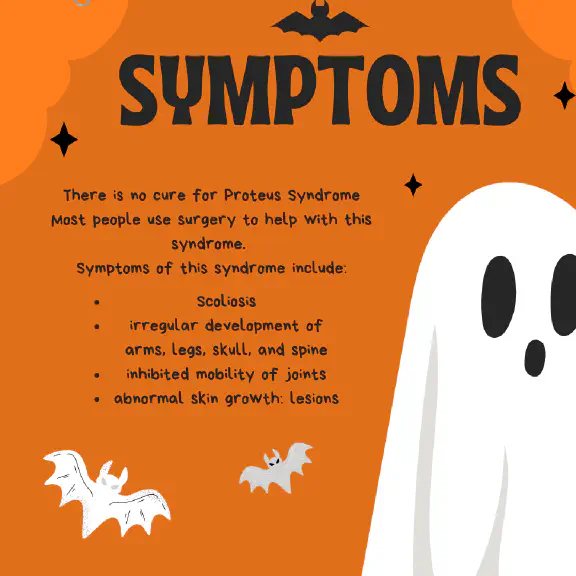 SYMPTOMS
There is no cure for Proteus Syndrome
Most people use surgery to help with this
syndrome.
Symptoms of this syndrome include:
• Scoliosis
• irregular development of
arms, legs, skull, and spine
• inhibited mobility of joints
• abnormal skin growth: lesions